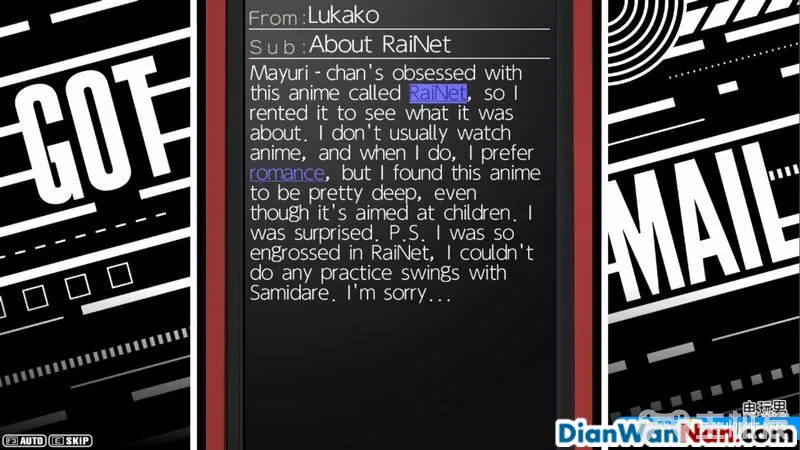 From:Lukako
Sub:About RaiNet
Mayuri-chan's obsessed with
this anime called RaiNet, so I
rented it to see what it was
about. I don't usually watch
anime, and when I do, I prefer
romance, but I found this anime
to be pretty deep, even
though it's aimed at children. I
was surprised. P.S. I was so
engrossed in RaiNet, I couldn't
do any practice swings with
Samidare. I'm sorry...
GOT
MAIL
F3 AUTO C SKIP
电玩男
DianWanNan.com